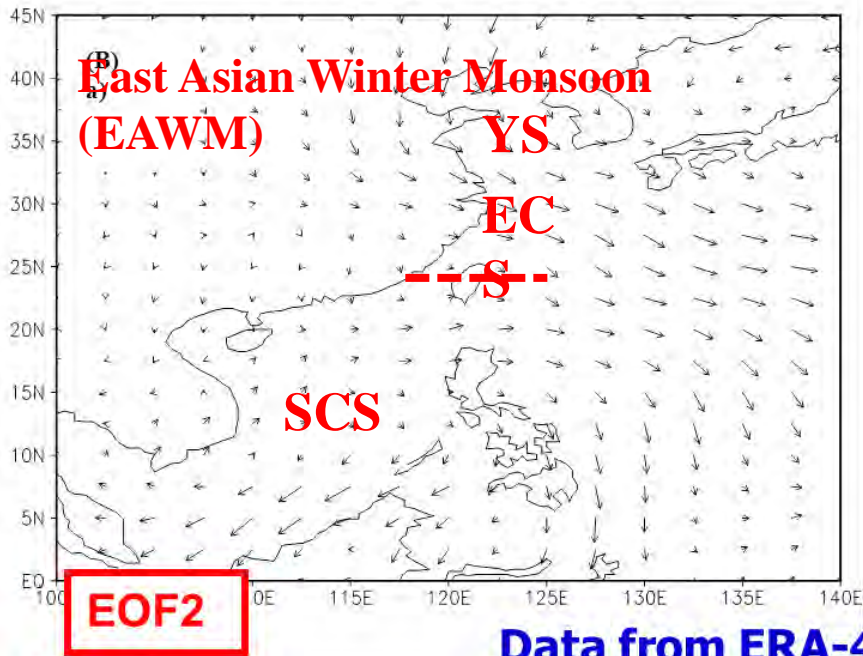 45N
(B)
East Asian Winter Monsoon
a)
40N
(EAWM)
YS
35N
30N
EC
25N
S
20N
15N
SCS
10N
5N
EQ
115E 120E 125E 130E 135E 140E
EOF2
Data from ERA-4